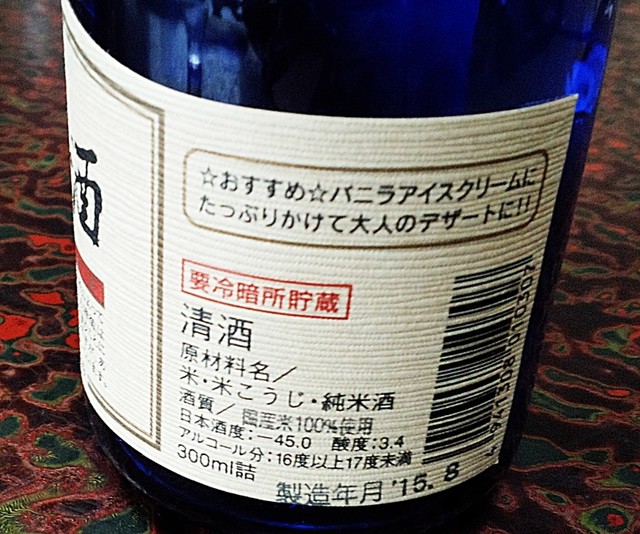 酒
☆おすすめ☆バニラアイスクリームに
たっぷりかけて大人のデザートに!!
要冷暗所貯蔵
清酒
原材料名/
米・米こうじ・純米酒
酒質/国産米100%使用
日本酒度:-45.0 酸度:3.4
アルコール分:16度以上17度未満
300ml詰
製造年月 '15. 8